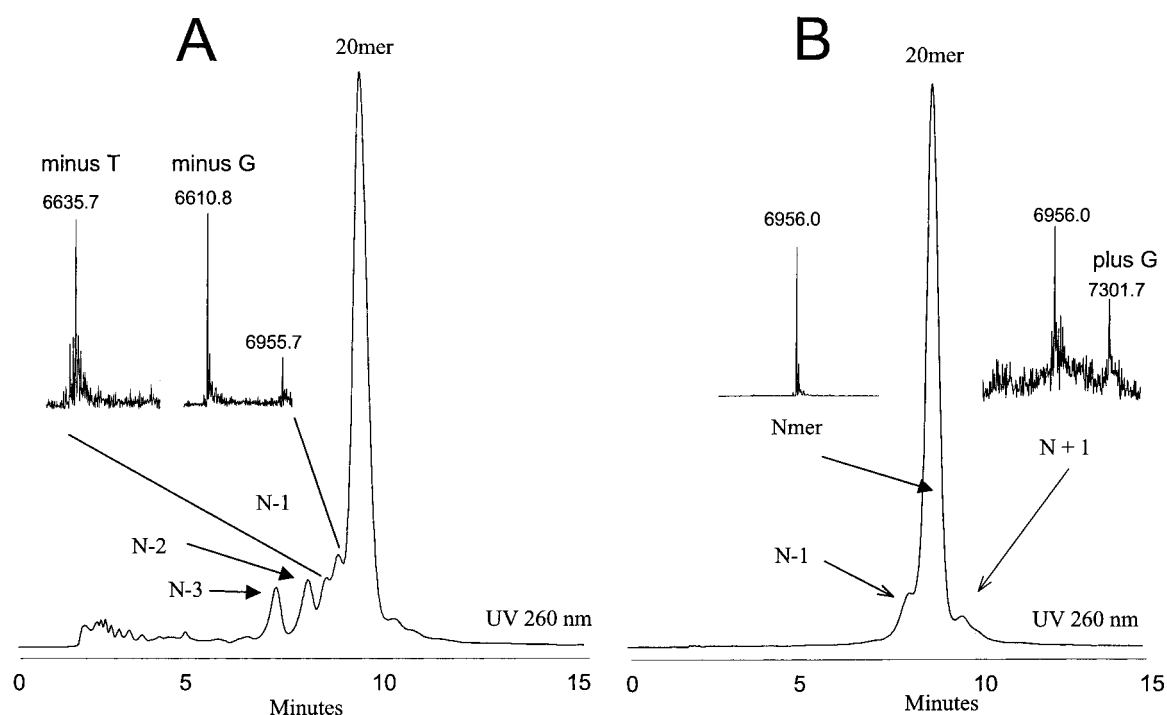 A
20mer
minus T
minus G
6635.7
6610.8
6955.7
N-1
N-2
N-3
UV 260 nm
0
5
10
15
Minutes
B
20mer
6956.0
6956.0
plus G
7301.7
Nmer
N + 1
N-1
UV 260 nm
0
5
10
15
Minutes